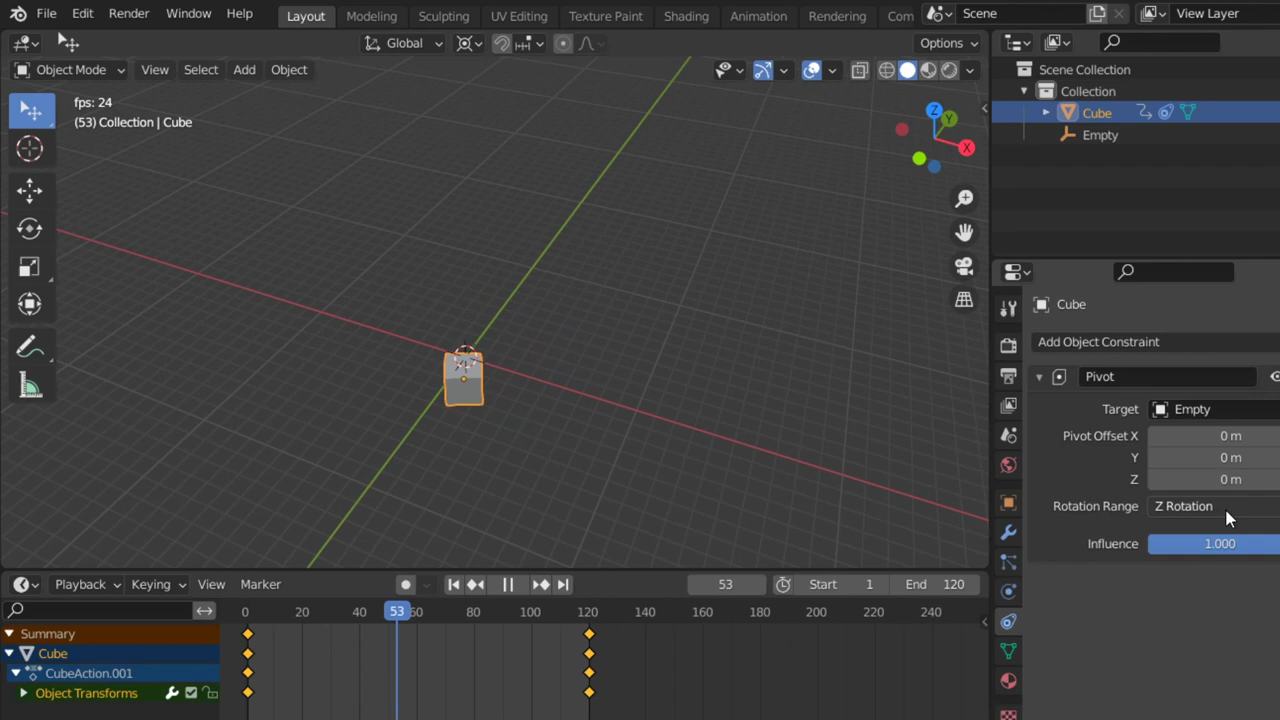 File Edit Render Window Help Layout Modeling Sculpting UV Editing Texture Paint Shading Animation Rendering Com Scene View Layer
Global Options
Object Mode View Select Add Object
fps: 24
(53) Collection | Cube
Z
Y
X
Scene Collection
Collection
Cube
Empty
Cube
Add Object Constraint
Pivot
Target Empty
Pivot Offset X 0 m
Y 0 m
Z 0 m
Rotation Range Z Rotation
Influence 1.000
Playback Keying View Marker 53 Start 1 End 120
0 20 40 53 60 80 100 120 140 160 180 200 220 240
Summary
Cube
CubeAction.001
Object Transforms